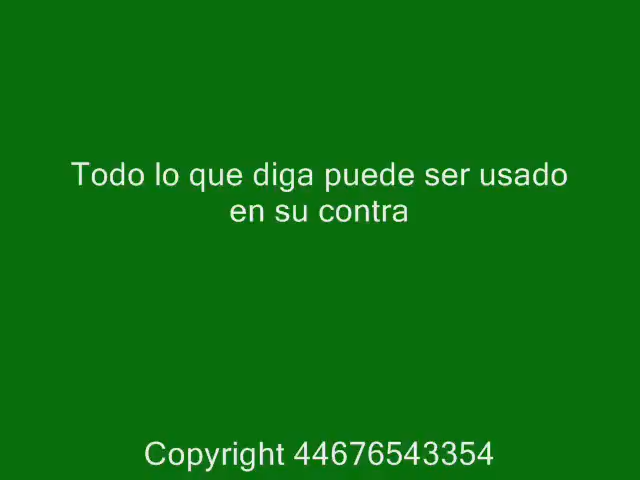 Todo lo que diga puede ser usado
en su contra
Copyright 44676543354